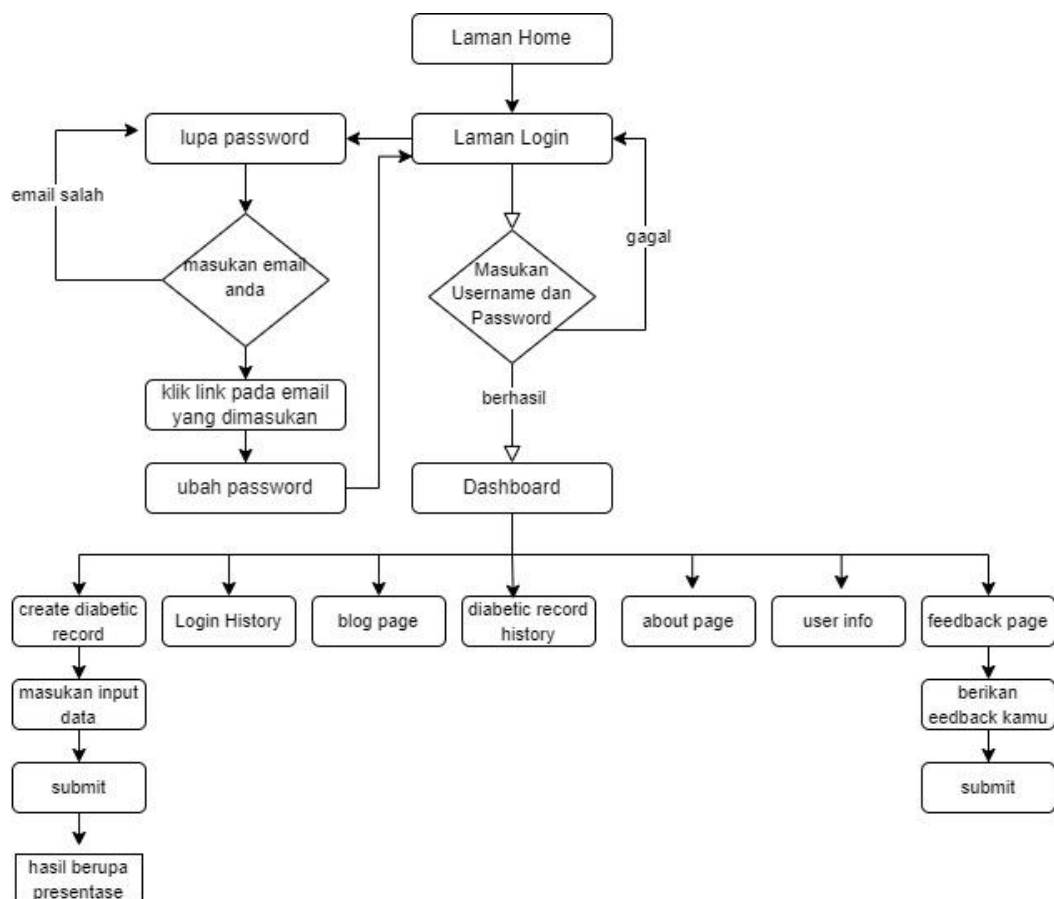 Laman Home
lupa password
Laman Login
email salah
gagal
masukan email
anda
Masukan
Username dan
Password
klik link pada email
yang dimasukan
berhasil
ubah password
Dashboard
create diabetic
record
Login History
blog page
diabetic record
history
about page
user info
feedback page
masukan input
data
berikan
eedback kamu
submit
submit
hasil berupa
presentase